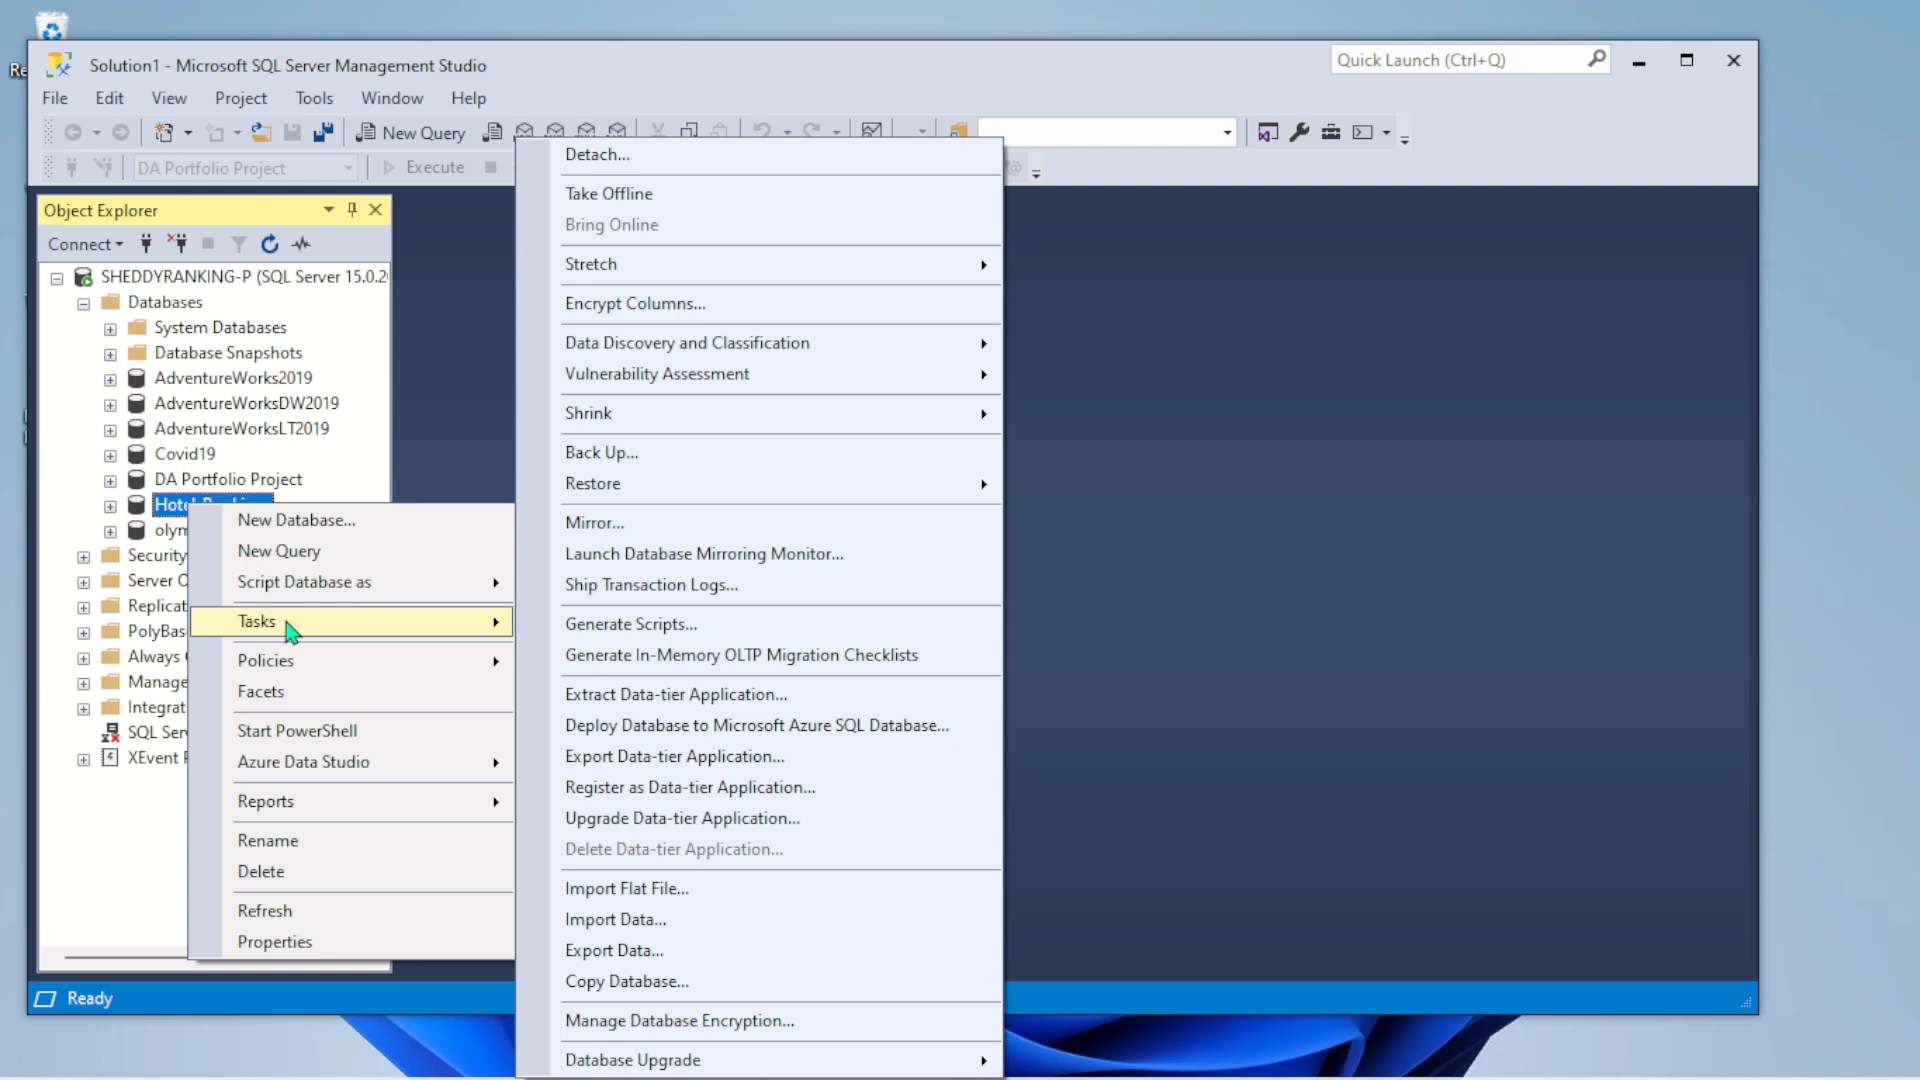 Re
Solution1 - Microsoft SQL Server Management Studio
Quick Launch (Ctrl+Q)
File Edit View Project Tools Window Help
New Query
DA Portfolio Project
Execute
Object Explorer
Connect
SHEDDYRANKING-P (SQL Server 15.0.20
Databases
System Databases
Database Snapshots
AdventureWorks2019
AdventureWorksDW2019
AdventureWorksLT2019
Covid19
DA Portfolio Project
Hote
olym
Security
Server O
Replicat
PolyBas
Always
Manage
Integrat
SQL Ser
XEvent P
New Database...
New Query
Script Database as
Tasks
Policies
Facets
Start PowerShell
Azure Data Studio
Reports
Rename
Delete
Refresh
Properties
Detach...
Take Offline
Bring Online
Stretch
Encrypt Columns...
Data Discovery and Classification
Vulnerability Assessment
Shrink
Back Up...
Restore
Mirror...
Launch Database Mirroring Monitor...
Ship Transaction Logs...
Generate Scripts...
Generate In-Memory OLTP Migration Checklists
Extract Data-tier Application...
Deploy Database to Microsoft Azure SQL Database...
Export Data-tier Application...
Register as Data-tier Application...
Upgrade Data-tier Application...
Delete Data-tier Application...
Import Flat File...
Import Data...
Export Data...
Copy Database...
Manage Database Encryption...
Database Upgrade
Ready